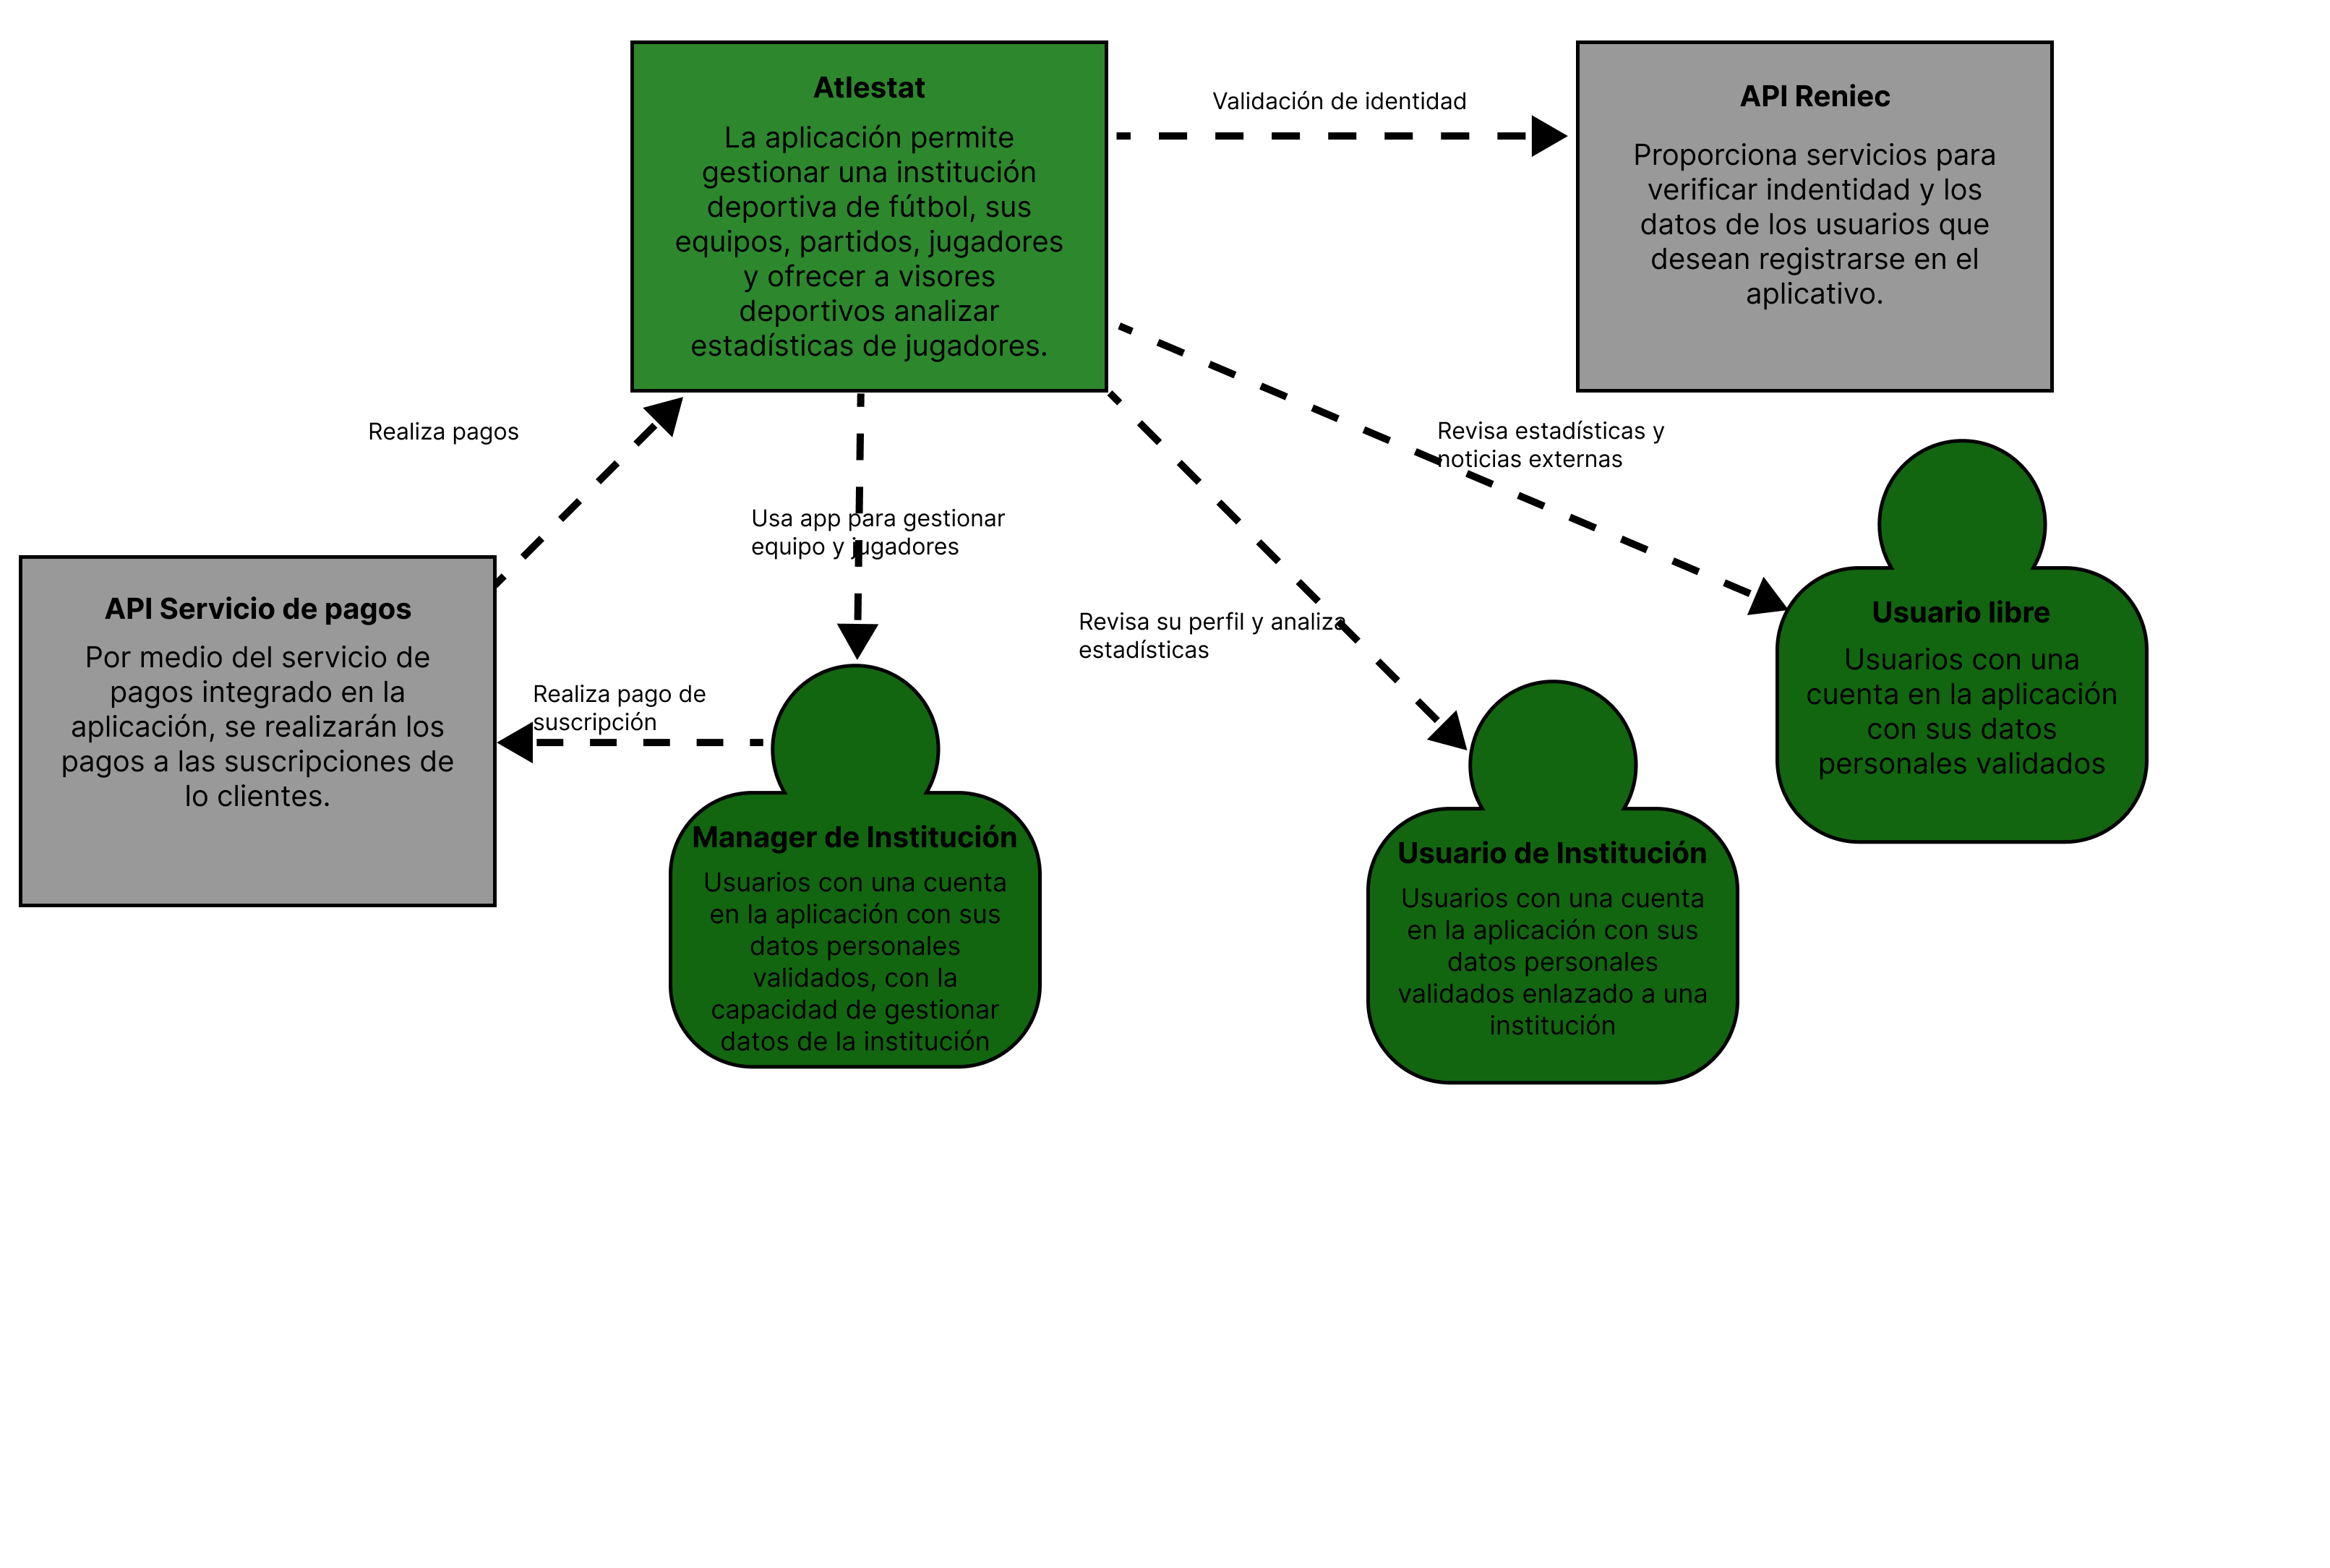 Atlestat
La aplicación permite
gestionar una institución
deportiva de fútbol, sus
equipos, partidos, jugadores
y ofrecer a visores
deportivos analizar
estadísticas de jugadores.
Validación de identidad
API Reniec
Proporciona servicios para
verificar indentidad y los
datos de los usuarios que
desean registrarse en el
aplicativo.
Realiza pagos
Revisa estadísticas y
noticias externas
Usa app para gestionar
equipo y jugadores
Revisa su perfil y analiza
estadísticas
API Servicio de pagos
Por medio del servicio de
pagos integrado en la
aplicación, se realizarán los
pagos a las suscripciones de
lo clientes.
Realiza pago de
suscripción
Usuario libre
Usuarios con una
cuenta en la aplicación
con sus datos
personales validados
Manager de Institución
Usuarios con una cuenta
en la aplicación con sus
datos personales
validados, con la
capacidad de gestionar
datos de la institución
Usuario de Institución
Usuarios con una cuenta
en la aplicación con sus
datos personales
validados enlazado a una
institución